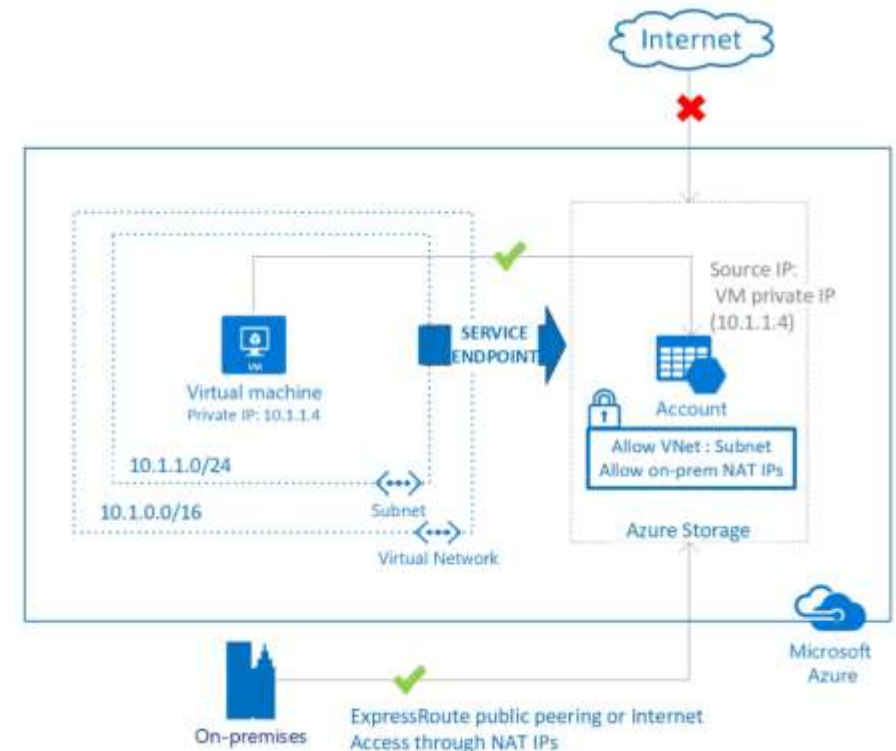 Internet
Source IP:
VM private IP
(10.1.1.4)
SERVICE
ENDPOINT
VM
Virtual machine
Private IP: 10.1.1.4
Account
Allow VNet : Subnet
Allow on-prem NAT IPs
10.1.1.0/24
10.1.0.0/16
Subnet
Virtual Network
Azure Storage
Microsoft
Azure
On-premises
ExpressRoute public peering or Internet
Access through NAT IPs